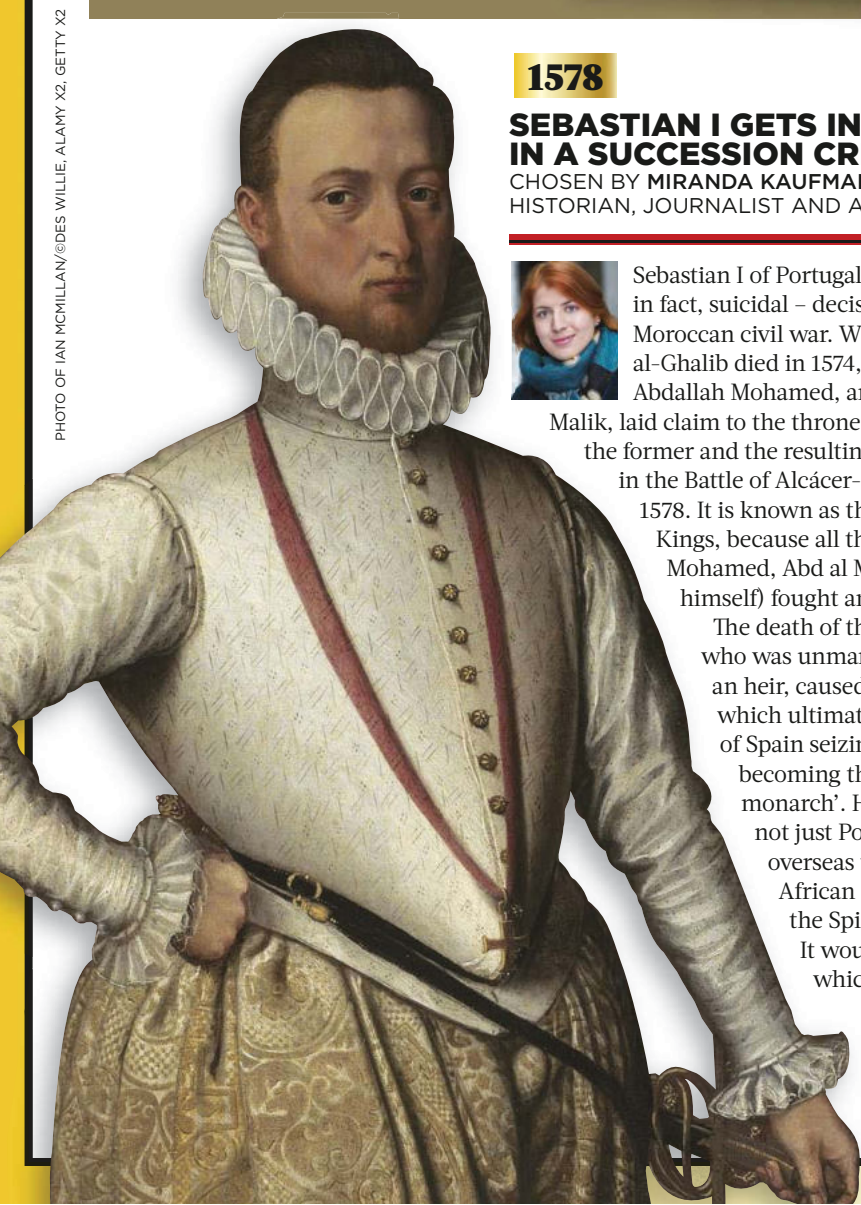 PHOTO OF IAN MCMILLAN/©DES WILLIE, ALAMY X2, GETTY X2
1578
SEBASTIAN I GETS IN
IN A SUCCESSION CR
CHOSEN BY MIRANDA KAUFMA
HISTORIAN, JOURNALIST AND A
Sebastian I of Portugal
in fact, suicidal – decis
Moroccan civil war. W
al-Ghalib died in 1574,
Abdallah Mohamed, a
Malik, laid claim to the throne
the former and the resultin
in the Battle of Alcácer-
1578. It is known as th
Kings, because all th
Mohamed, Abd al M
himself) fought a
The death of th
who was unmar
an heir, caused
which ultimat
of Spain seizin
becoming th
monarch’. H
not just Po
overseas
African
the Spi
It wou
whic